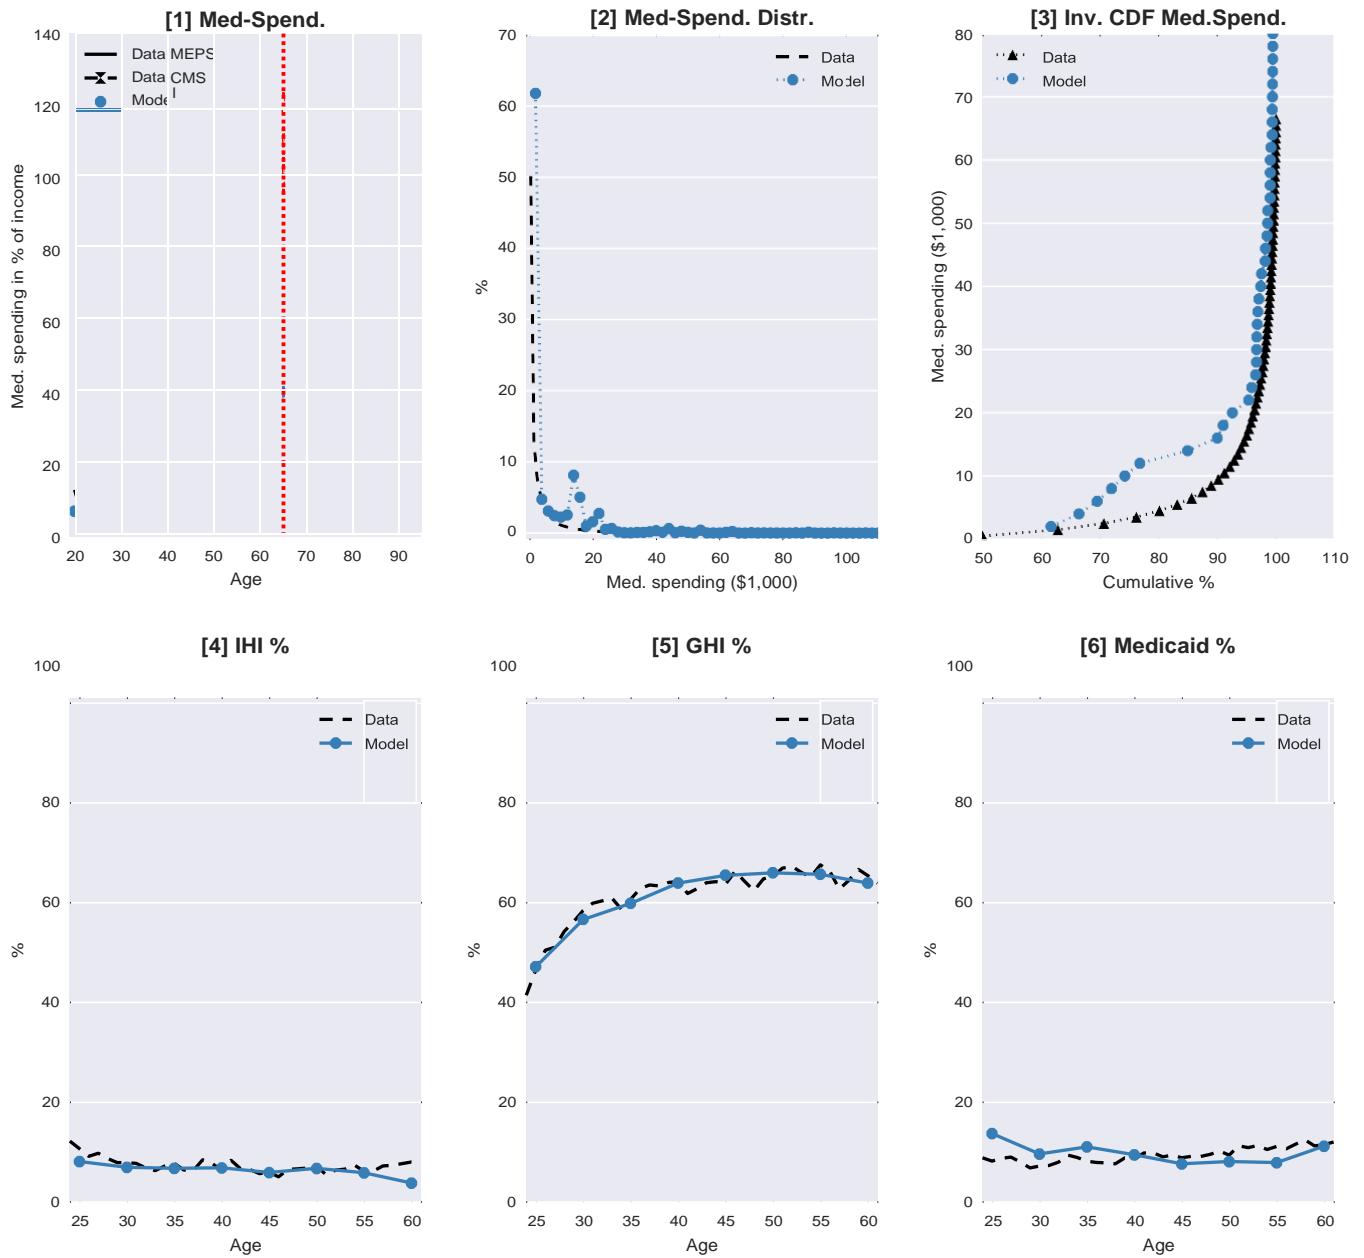 [1] Med-Spend.
140
120
100
80
60
40
20
0
Med. spending in % of income
Data MEPS
Data CMS
Model
20 30 40 50 60 70 80 90
Age
[2] Med-Spend. Distr.
70
60
50
40
30
20
10
0
%
Data
Model
0 20 40 60 80 100
Med. spending ($1,000)
[3] Inv. CDF Med.Spend.
80
70
60
50
40
30
20
10
0
Med. spending ($1,000)
Data
Model
50 60 70 80 90 100 110
Cumulative %
[4] IHI %
100
80
60
40
20
0
%
Data
Model
25 30 35 40 45 50 55 60
Age
[5] GHI %
100
80
60
40
20
0
%
Data
Model
25 30 35 40 45 50 55 60
Age
[6] Medicaid %
100
80
60
40
20
0
%
Data
Model
25 30 35 40 45 50 55 60
Age